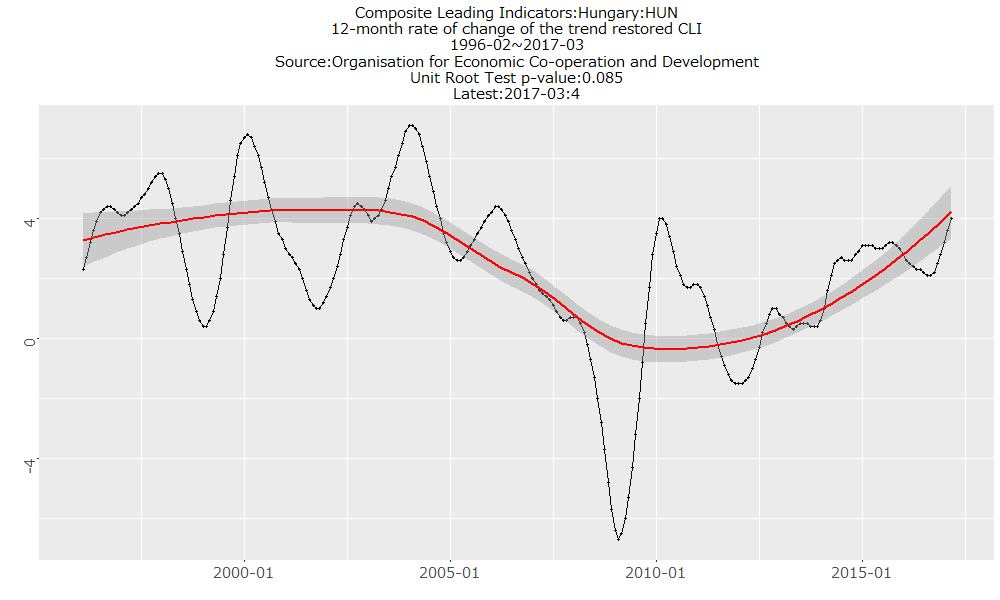 Composite Leading Indicators:Hungary:HUN
12-month rate of change of the trend restored CLI
1996-02~2017-03
Source:Organisation for Economic Co-operation and Development
Unit Root Test p-value:0.085
Latest:2017-03:4
4
0
-4
2000-01 2005-01 2010-01 2015-01